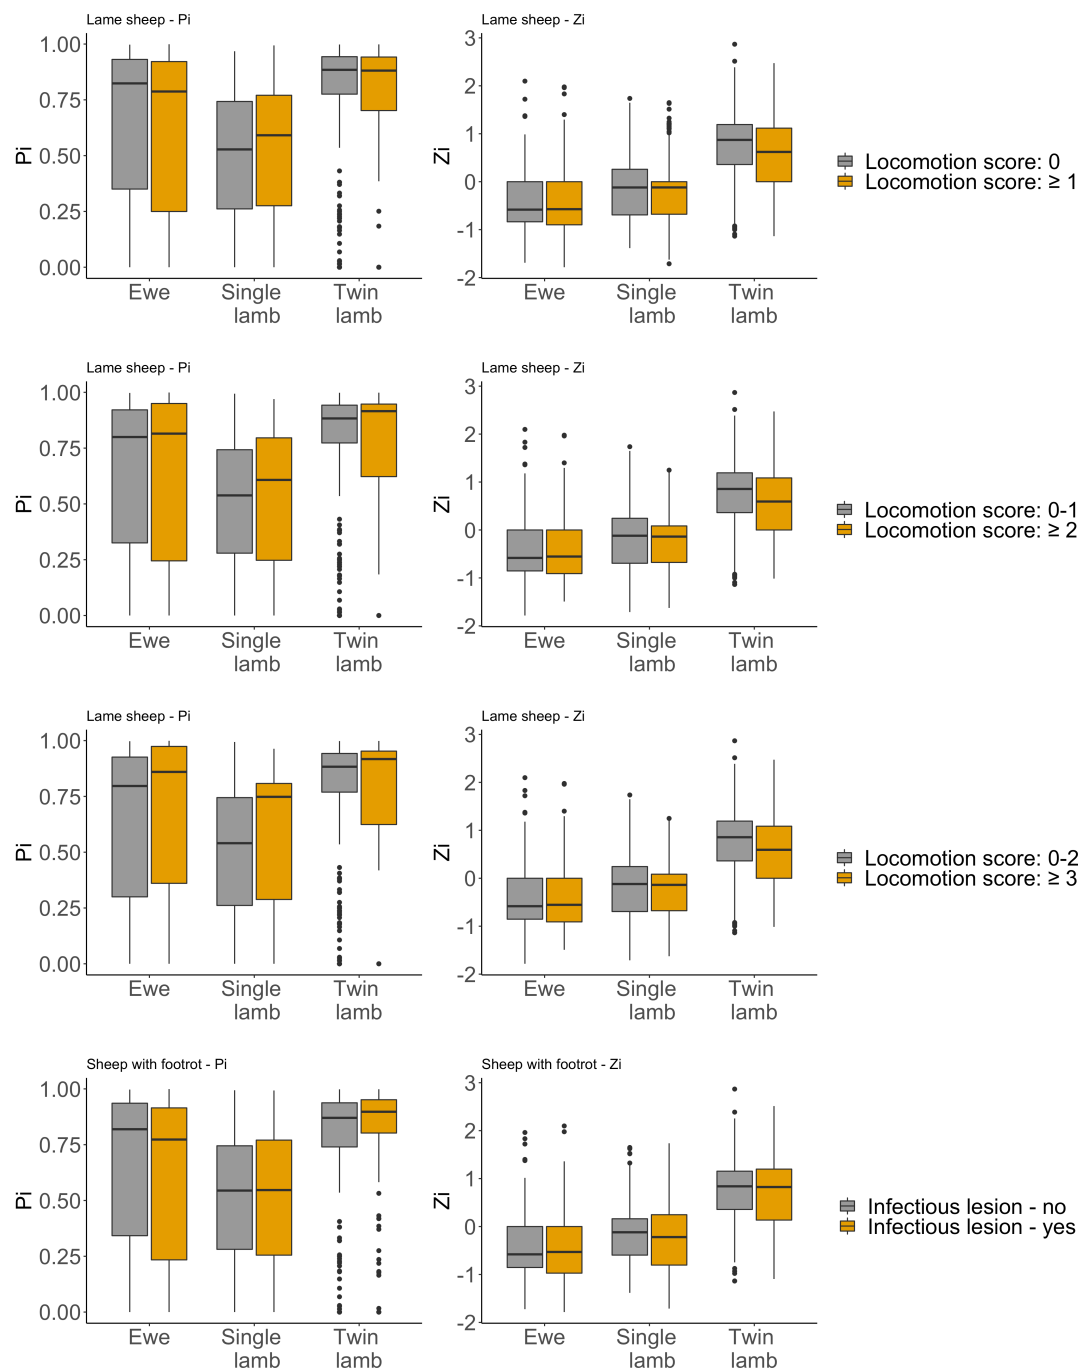 Lame sheep - Pi
Lame sheep - Zi
1.00
0.75
0.50
0.25
0.00
Pi
Ewe
Single lamb
Twin lamb
3
2
1
0
-1
-2
Zi
Ewe
Single lamb
Twin lamb
Locomotion score: 0
Locomotion score: ≥ 1
Lame sheep - Pi
Lame sheep - Zi
1.00
0.75
0.50
0.25
0.00
Pi
Ewe
Single lamb
Twin lamb
3
2
1
0
-1
-2
Zi
Ewe
Single lamb
Twin lamb
Locomotion score: 0-1
Locomotion score: ≥ 2
Lame sheep - Pi
Lame sheep - Zi
1.00
0.75
0.50
0.25
0.00
Pi
Ewe
Single lamb
Twin lamb
3
2
1
0
-1
-2
Zi
Ewe
Single lamb
Twin lamb
Locomotion score: 0-2
Locomotion score: ≥ 3
Sheep with footrot - Pi
Sheep with footrot - Zi
1.00
0.75
0.50
0.25
0.00
Pi
Ewe
Single lamb
Twin lamb
3
2
1
0
-1
-2
Zi
Ewe
Single lamb
Twin lamb
Infectious lesion - no
Infectious lesion - yes